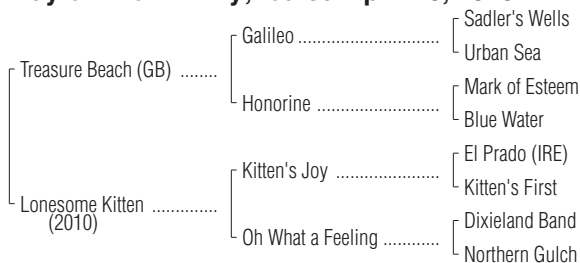 Sadler's Wells
Galileo ..................................
Urban Sea
Treasure Beach (GB) ........
Mark of Esteem
Honorine .............................
Blue Water
El Prado (IRE)
Kitten's Joy ........................
Kitten's First
Lonesome Kitten ..............
(2010)
Dixieland Band
Oh What a Feeling ............
Northern Gulch